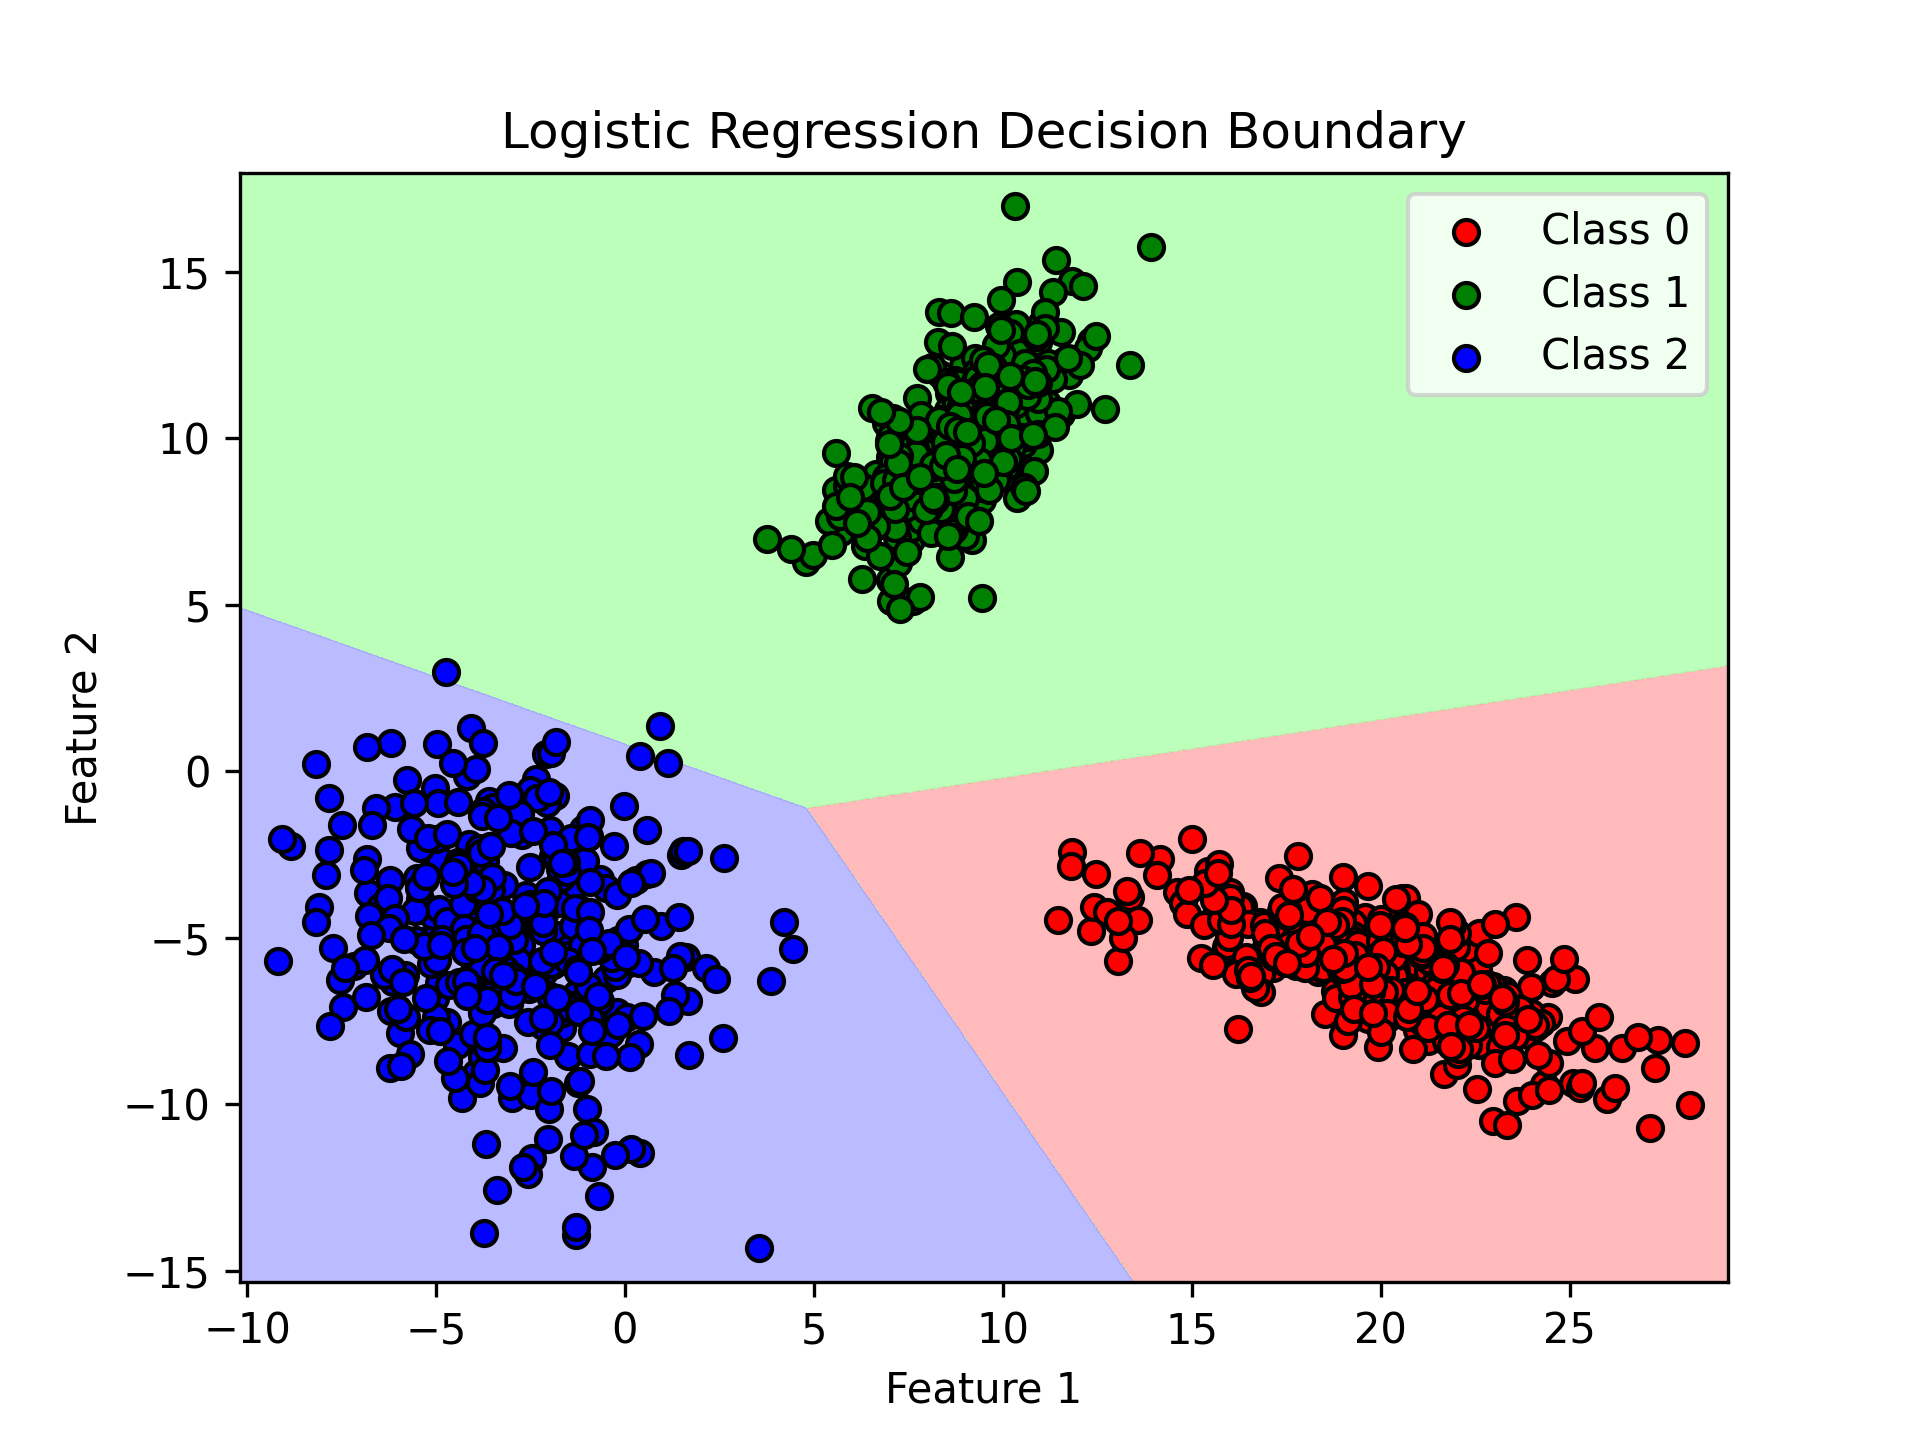 Logistic Regression Decision Boundary
Class 0
Class 1
Class 2
15
10
5
0
−5
−10
−15
Feature 2
−10
−5
0
5
10
15
20
25
Feature 1